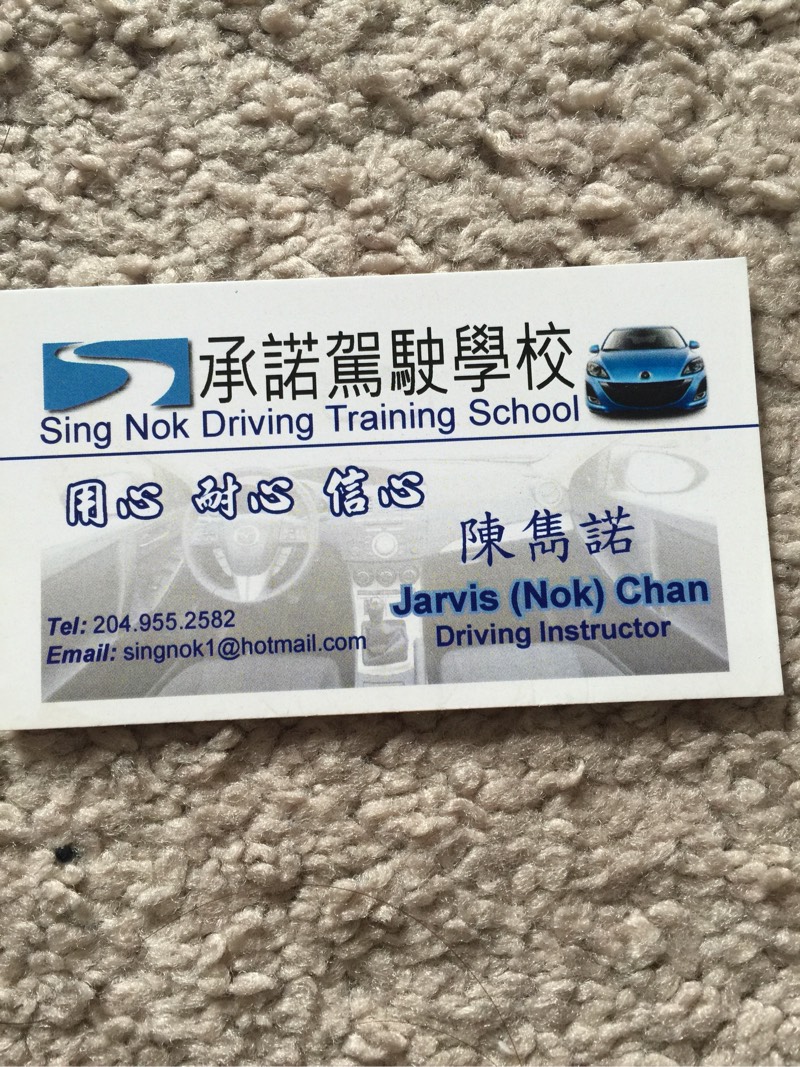 承諾駕駛學校
Sing Nok Driving Training School
用心 耐心 信心
陳雋諾
Jarvis (Nok) Chan
Driving Instructor
Tel: 204.955.2582
Email: singnok1@hotmail.com